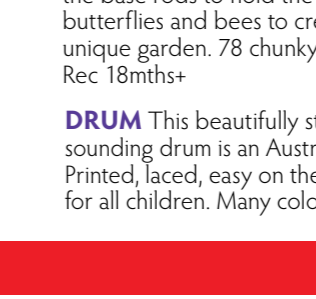 the base rods to hold the
butterflies and bees to cre
unique garden. 78 chunky
Rec 18mths+
DRUM This beautifully st
sounding drum is an Austr
Printed, laced, easy on the
for all children. Many colo